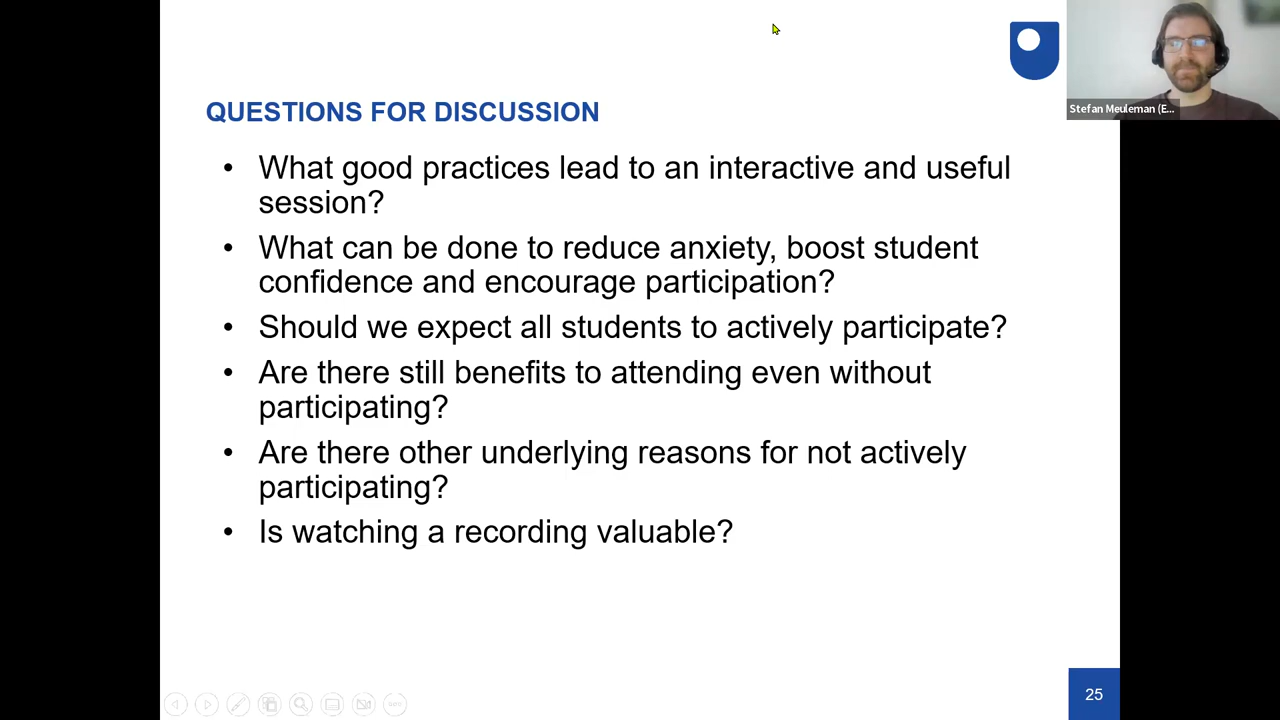 Stefan Meuleman (E...
QUESTIONS FOR DISCUSSION
• What good practices lead to an interactive and useful
session?
• What can be done to reduce anxiety, boost student
confidence and encourage participation?
• Should we expect all students to actively participate?
• Are there still benefits to attending even without
participating?
• Are there other underlying reasons for not actively
participating?
• Is watching a recording valuable?
25